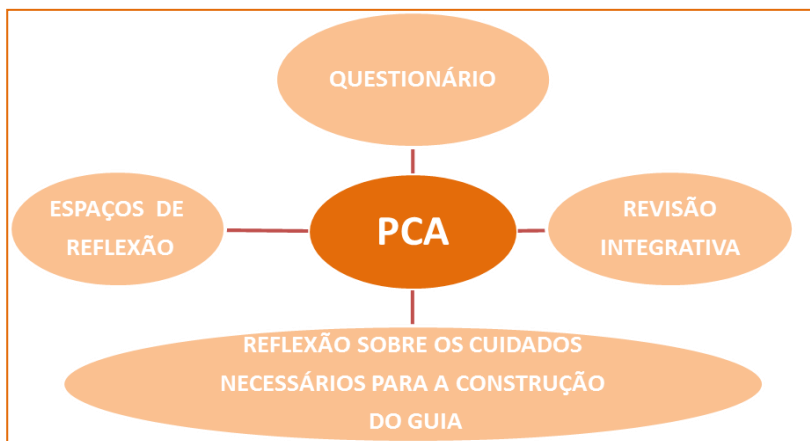 QUESTIONÁRIO
ESPAÇOS DE
REFLEXÃO
PCA
REVISÃO
INTEGRATIVA
REFLEXÃO SOBRE OS CUIDADOS
NECESSÁRIOS PARA A CONSTRUÇÃO
DO GUIA